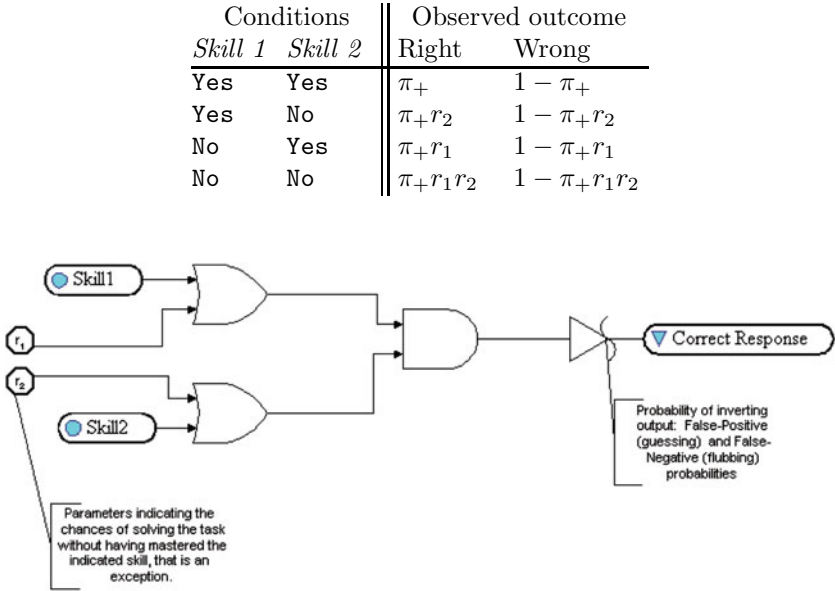 Conditions Observed outcome
Skill 1 Skill 2 Right Wrong
Yes Yes π₊ 1 − π₊
Yes No π₊r₂ 1 − π₊r₂
No Yes π₊r₁ 1 − π₊r₁
No No π₊r₁r₂ 1 − π₊r₁r₂
Skill1
r₁
Correct Response
r₂
Skill2
Probability of inverting
output: False-Positive
(guessing) and False-
Negative (flubbing)
probabilities
Parameters indicating the
chances of solving the task
without having mastered the
indicated skill, that is an
exception.